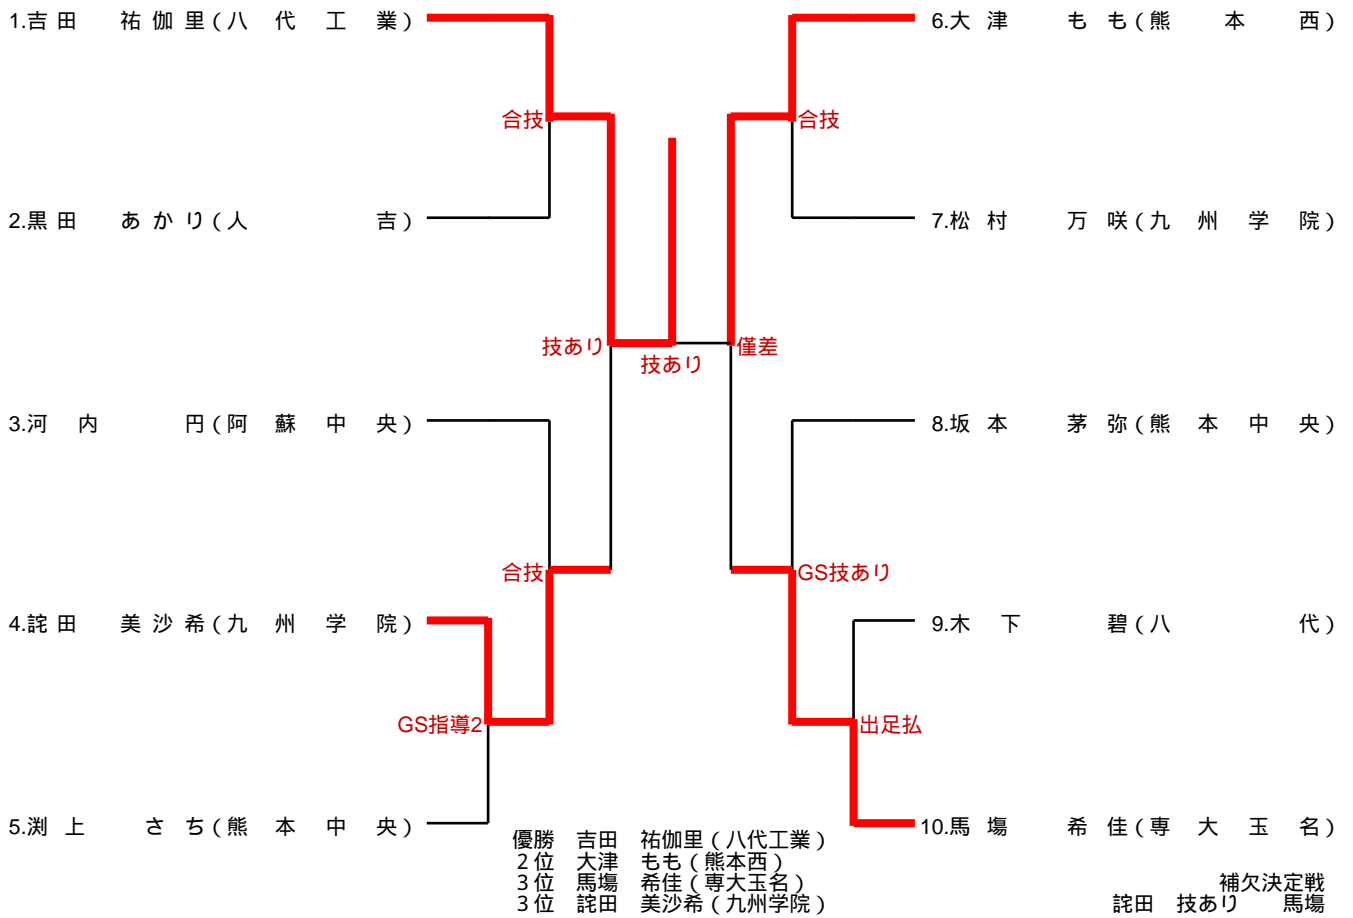 1.吉田 祐伽里(八代工業)
6.大津 もも(熊本西)
合技
合技
2.黒田 あかり(人吉)
7.松村 万咲(九州学院)
技あり
技あり
僅差
3.河内 円(阿蘇中央)
8.坂本 茅弥(熊本中央)
合技
GS技あり
4.詫田 美沙希(九州学院)
9.木下 碧(八代)
GS指導2
出足払
5.渕上 さち(熊本中央)
10.馬塲 希佳(専大玉名)
優勝 吉田 祐伽里(八代工業)
2位 大津 もも(熊本西)
3位 馬塲 希佳(専大玉名)
3位 詫田 美沙希(九州学院)
補欠決定戦
詫田 技あり 馬塲